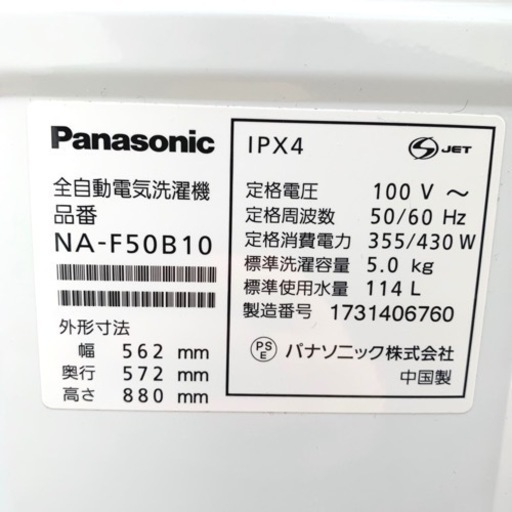 Panasonic
全自動電気洗濯機
品番
NA-F50B10
外形寸法
幅 562 mm
奥行 572 mm
高さ 880 mm
IPX4
S JET
定格電圧 100 V ～
定格周波数 50/60 Hz
定格消費電力 355/430 W
標準洗濯容量 5.0 kg
標準使用水量 114 L
製造番号 1731406760
PSE パナソニック株式会社
中国製